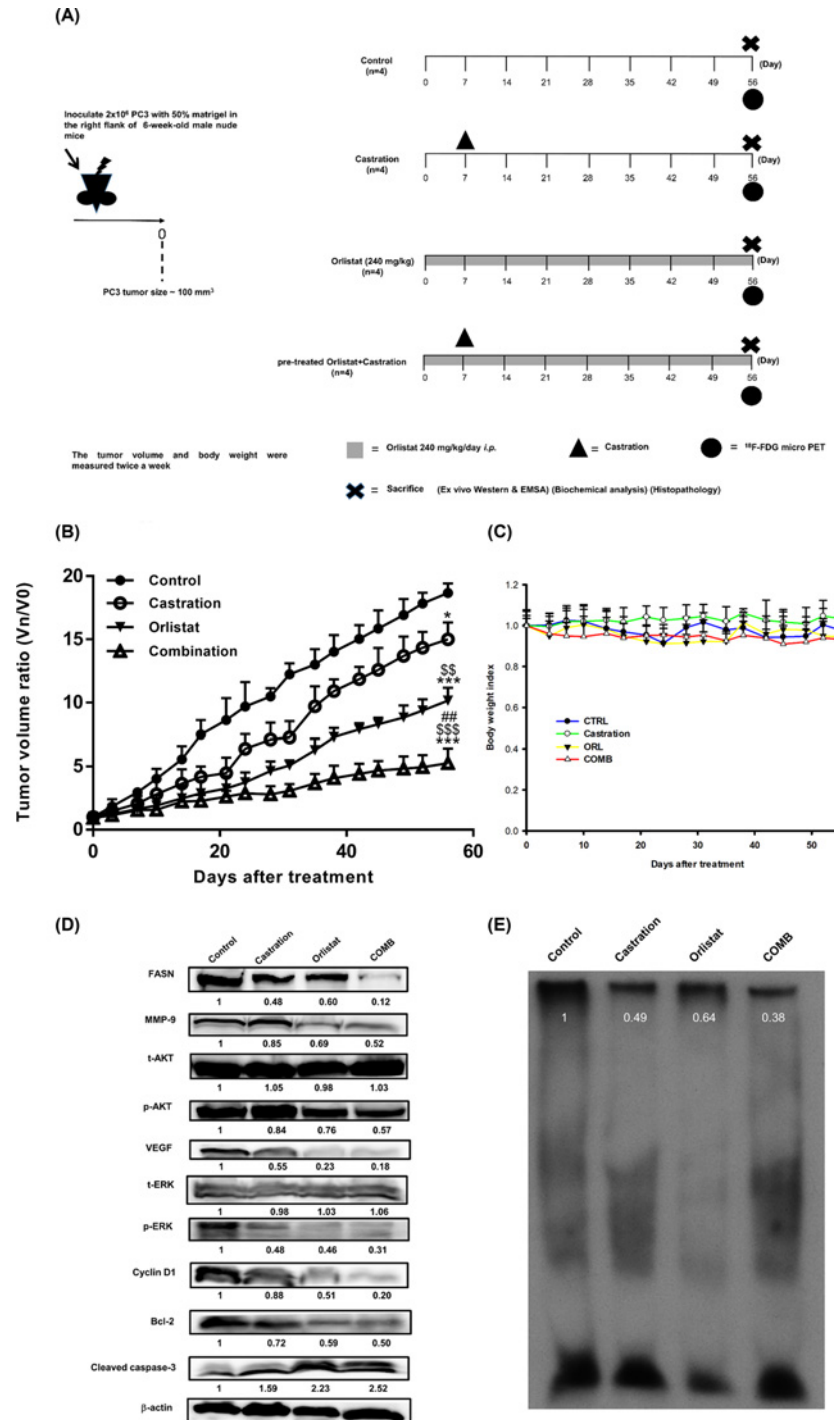 (A)
Inoculate 2x10⁶ PC3 with 50% matrigel in
the right flank of 6-week-old male nude
mice
0
PC3 tumor size ~ 100 mm³
Control
(n=4)
0 7 14 21 28 35 42 49 56 (Day)
Castration
(n=4)
0 7 14 21 28 35 42 49 56 (Day)
Orlistat (240 mg/kg)
(n=4)
0 7 14 21 28 35 42 49 56 (Day)
pre-treated Orlistat+Castration
(n=4)
0 7 14 21 28 35 42 49 56 (Day)
The tumor volume and body weight were
measured twice a week
= Orlistat 240 mg/kg/day i.p.
= Castration
= ¹⁸F-FDG micro PET
= Sacrifice (Ex vivo Western & EMSA) (Biochemical analysis) (Histopathology)
(B)
Tumor volume ratio (Vn/V0)
20
15
10
5
0
Control
Castration
Orlistat
Combination
*
$$
***
##
$$$
***
0 20 40 60
Days after treatment
(C)
Body weight index
1.2
1.0
0.8
0.6
0.4
0.2
0.0
CTRL
Castration
ORL
COMB
0 10 20 30 40 50
Days after treatment
(D)
Control Castration Orlistat COMB
FASN
1 0.48 0.60 0.12
MMP-9
1 0.85 0.69 0.52
t-AKT
1 1.05 0.98 1.03
p-AKT
1 0.84 0.76 0.57
VEGF
1 0.55 0.23 0.18
t-ERK
1 0.98 1.03 1.06
p-ERK
1 0.48 0.46 0.31
Cyclin D1
1 0.88 0.51 0.20
Bcl-2
1 0.72 0.59 0.50
Cleaved caspase-3
1 1.59 2.23 2.52
β-actin
(E)
Control Castration Orlistat COMB
1 0.49 0.64 0.38